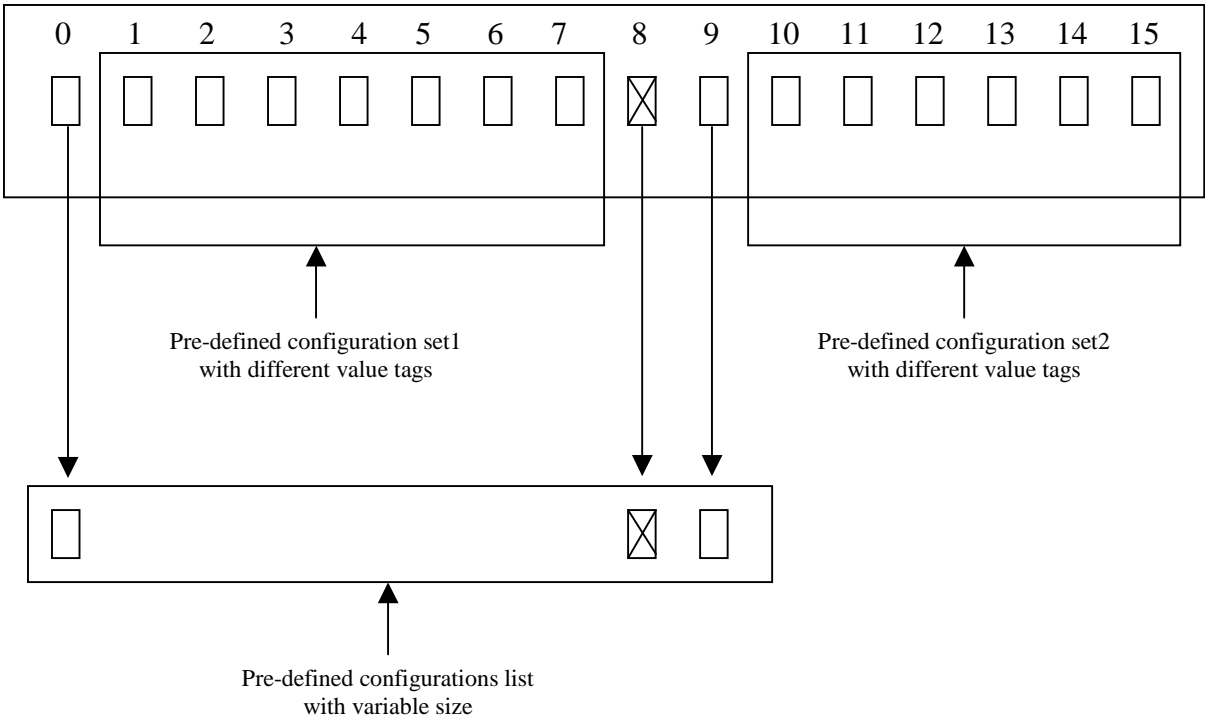 0 1 2 3 4 5 6 7 8 9 10 11 12 13 14 15
Pre-defined configuration set1
with different value tags
Pre-defined configuration set2
with different value tags
Pre-defined configurations list
with variable size